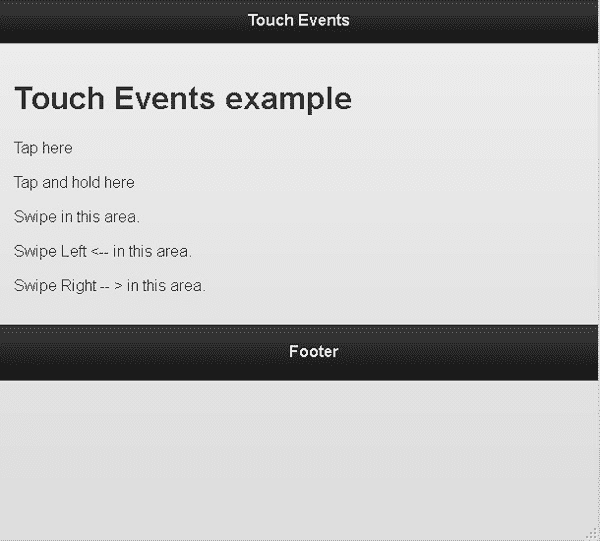 Touch Events
Touch Events example
Tap here
Tap and hold here
Swipe in this area.
Swipe Left <-- in this area.
Swipe Right -- > in this area.
Footer